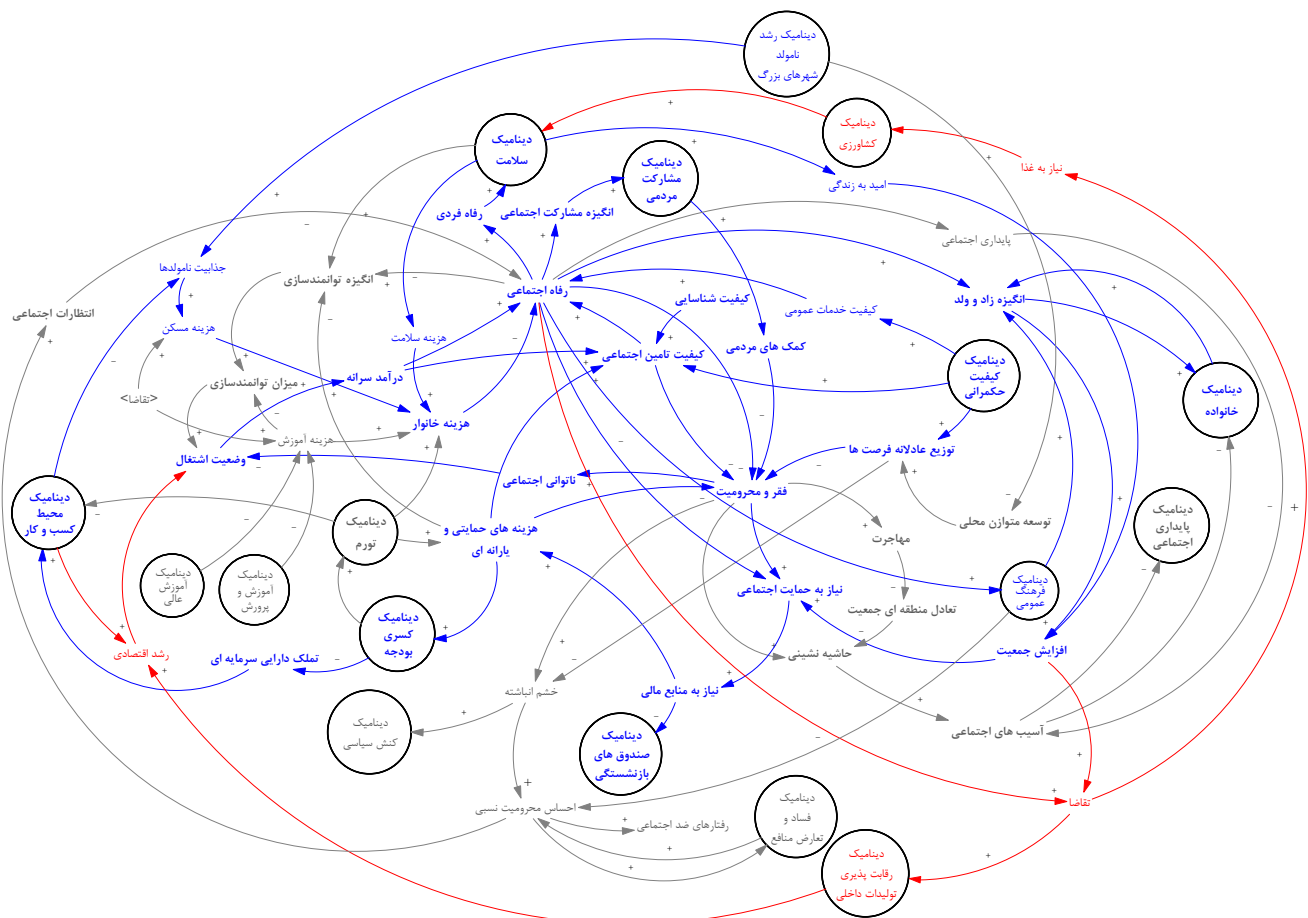 دینامیک رشد
نامولد
شهرهای بزرگ
دینامیک
کشاورزی
نیاز به غذا
دینامیک
سلامت
دینامیک
مشارکت
مردمی
امید به زندگی
رفاه فردی
انگیزه مشارکت اجتماعی
پایداری اجتماعی
جذابیت نامولدها
انگیزه توانمندسازی
رفاه اجتماعی
کیفیت شناسایی
کیفیت خدمات عمومی
انگیزه زاد و ولد
انتظارات اجتماعی
هزینه مسکن
هزینه سلامت
کیفیت تامین اجتماعی
کمک های مردمی
دینامیک
کیفیت
حکمرانی
دینامیک
خانواده
میزان توانمندسازی
درآمد سرانه
<تقاضا>
هزینه خانوار
هزینه آموزش
وضعیت اشتغال
توزیع عادلانه فرصت ها
ناتوانی اجتماعی
فقر و محرومیت
دینامیک
محیط
کسب و کار
دینامیک
تورم
هزینه های حمایتی و
یارانه ای
مهاجرت
توسعه متوازن محلی
دینامیک
پایداری
اجتماعی
دینامیک
آموزش
عالی
دینامیک
آموزش و
پرورش
نیاز به حمایت اجتماعی
تعادل منطقه ای جمعیت
دینامیک
فرهنگ
عمومی
دینامیک
کسری
بودجه
رشد اقتصادی
تملک دارایی سرمایه ای
حاشیه نشینی
افزایش جمعیت
خشم انباشته
نیاز به منابع مالی
دینامیک
کنش سیاسی
دینامیک
صندوق های
بازنشستگی
آسیب های اجتماعی
تقاضا
احساس محرومیت نسبی
رفتارهای ضد اجتماعی
دینامیک
فساد و
تعارض منافع
دینامیک
رقابت پذیری
تولیدات داخلی